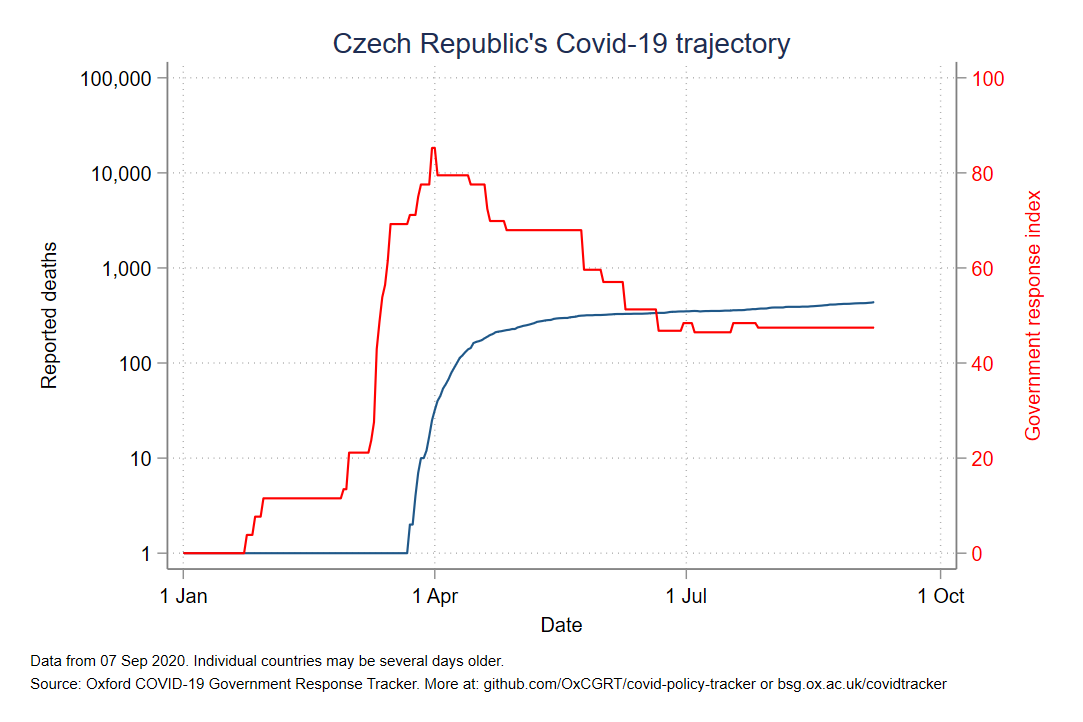 Czech Republic's Covid-19 trajectory
100,000
10,000
1,000
100
10
1
Reported deaths
100
80
60
40
20
0
Government response index
1 Jan
1 Apr
1 Jul
1 Oct
Date
Data from 07 Sep 2020. Individual countries may be several days older.
Source: Oxford COVID-19 Government Response Tracker. More at: github.com/OxCGRT/covid-policy-tracker or bsg.ox.ac.uk/covidtracker